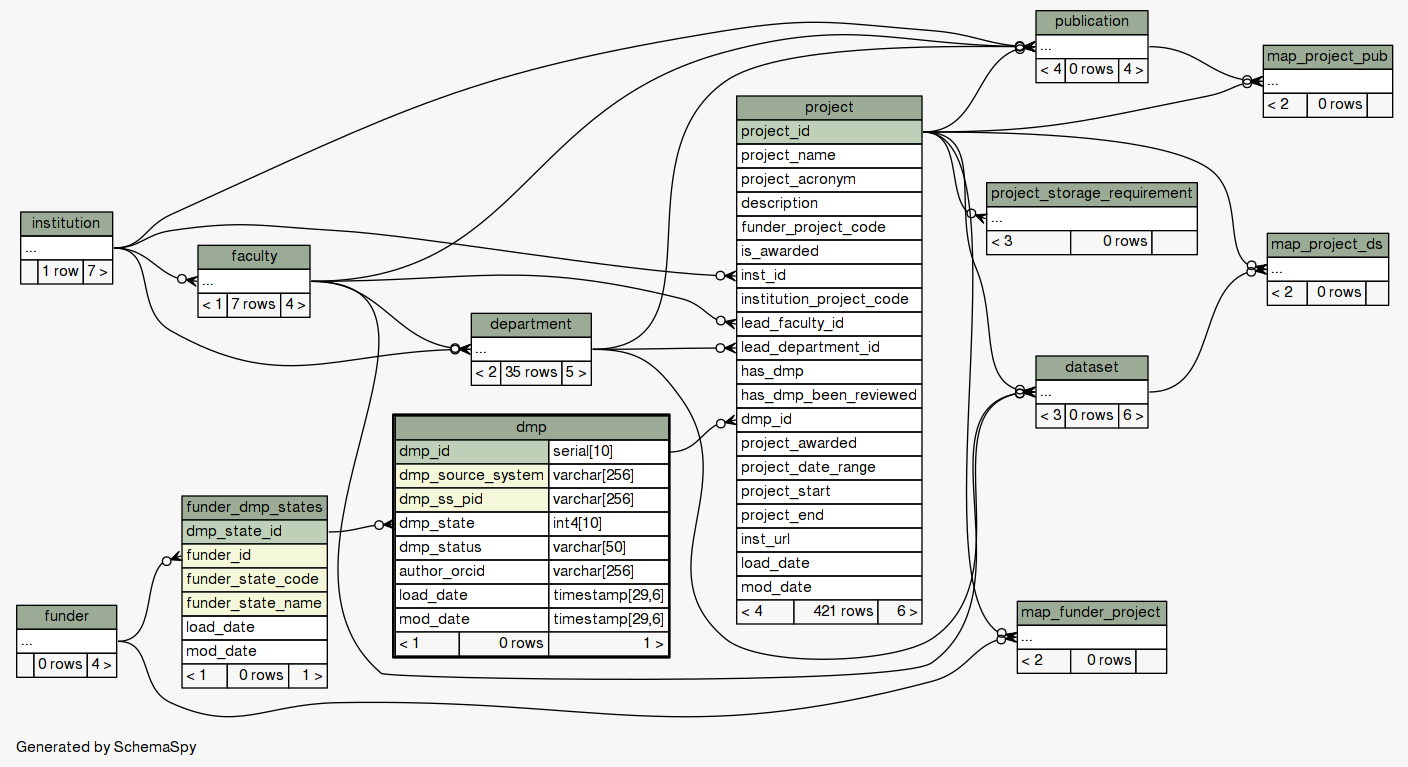 publication
...
< 4 0 rows 4 >
map_project_pub
...
< 2 0 rows
project
project_id
project_name
project_acronym
description
funder_project_code
is_awarded
inst_id
institution_project_code
lead_faculty_id
lead_department_id
has_dmp
has_dmp_been_reviewed
dmp_id
project_awarded
project_date_range
project_start
project_end
inst_url
load_date
mod_date
< 4 421 rows 6 >
project_storage_requirement
...
< 3 0 rows
institution
...
1 row 7 >
map_project_ds
...
< 2 0 rows
faculty
...
< 1 7 rows 4 >
department
...
< 2 35 rows 5 >
dataset
...
< 3 0 rows 6 >
dmp
dmp_id serial[10]
dmp_source_system varchar[256]
dmp_ss_pid varchar[256]
dmp_state int4[10]
dmp_status varchar[50]
author_orcid varchar[256]
load_date timestamp[29,6]
mod_date timestamp[29,6]
< 1 0 rows 1 >
funder_dmp_states
dmp_state_id
funder_id
funder_state_code
funder_state_name
load_date
mod_date
< 1 0 rows 1 >
funder
...
0 rows 4 >
map_funder_project
...
< 2 0 rows
Generated by SchemaSpy